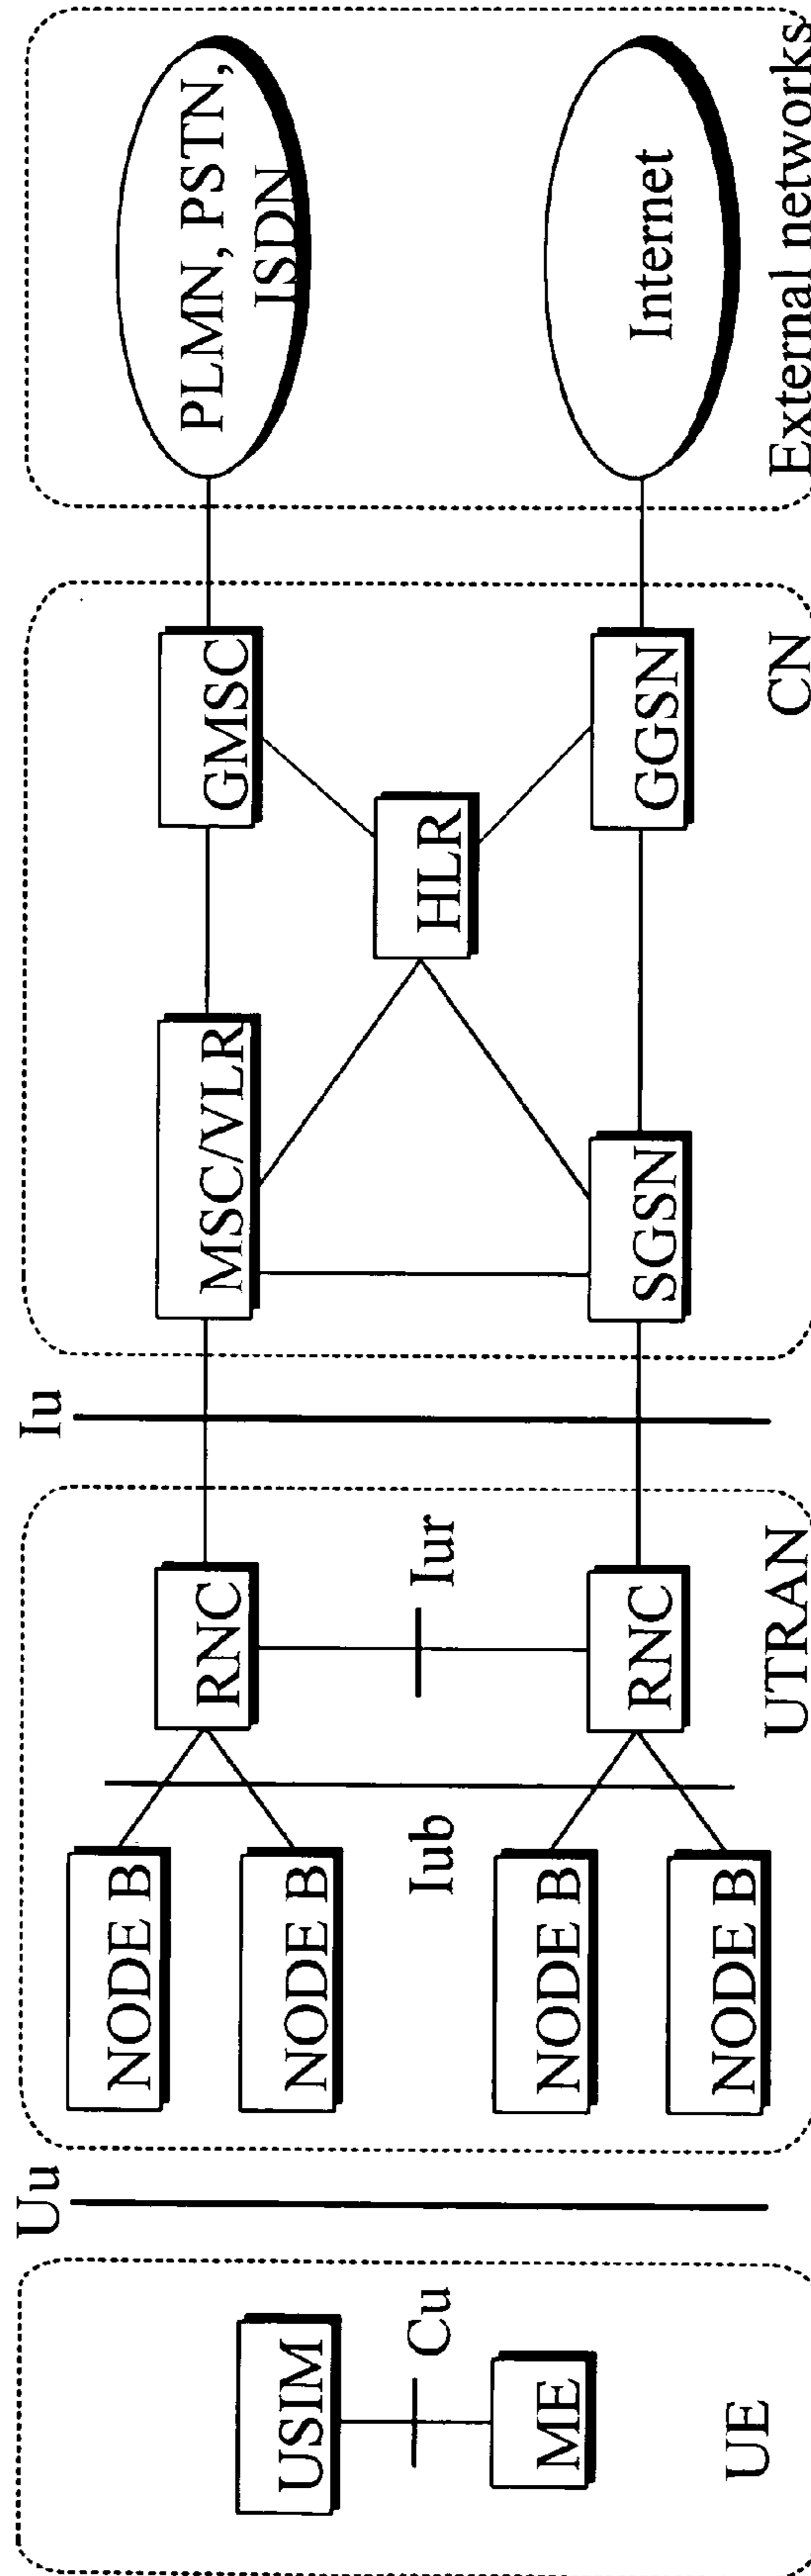 Uu
Iu
USIM
Cu
ME
UE
NODE B
NODE B
Iub
NODE B
NODE B
RNC
Iur
RNC
UTRAN
MSC/VLR
GMSC
HLR
SGSN
GGSN
CN
PLMN, PSTN,
ISDN
Internet
External networks